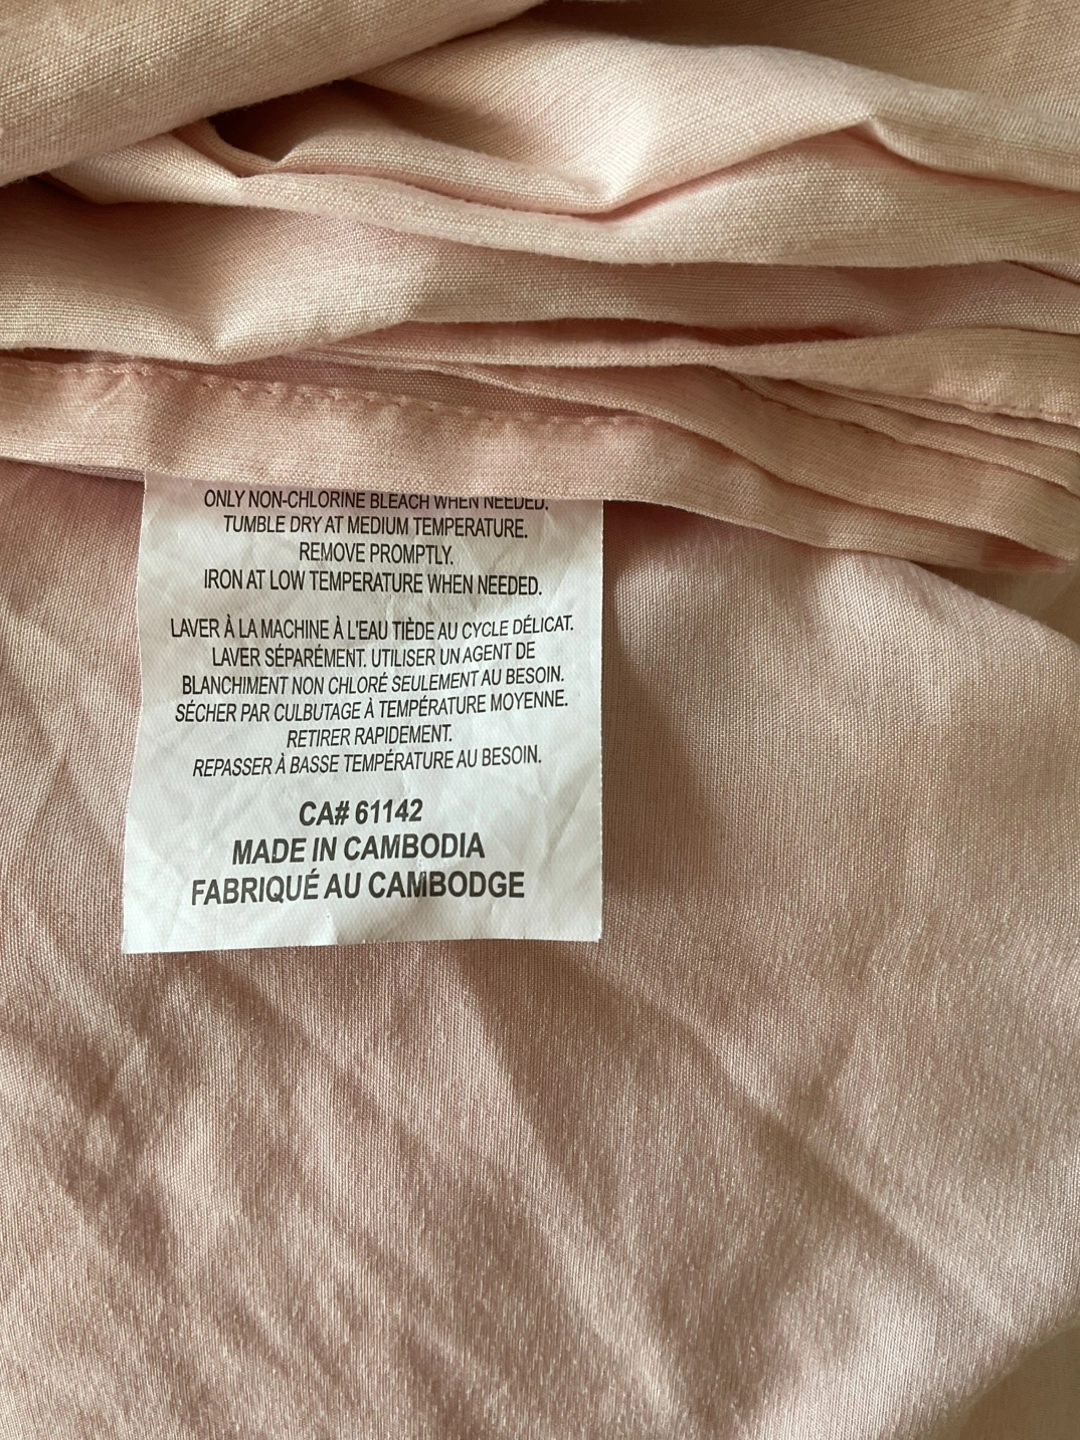 ONLY NON-CHLORINE BLEACH WHEN NEEDED.
TUMBLE DRY AT MEDIUM TEMPERATURE.
REMOVE PROMPTLY.
IRON AT LOW TEMPERATURE WHEN NEEDED.
LAVER À LA MACHINE À L'EAU TIÈDE AU CYCLE DÉLICAT.
LAVER SÉPARÉMENT. UTILISER UN AGENT DE
BLANCHIMENT NON CHLORÉ SEULEMENT AU BESOIN.
SÉCHER PAR CULBUTAGE À TEMPÉRATURE MOYENNE.
RETIRER RAPIDEMENT.
REPASSER À BASSE TEMPÉRATURE AU BESOIN.
CA# 61142
MADE IN CAMBODIA
FABRIQUÉ AU CAMBODGE